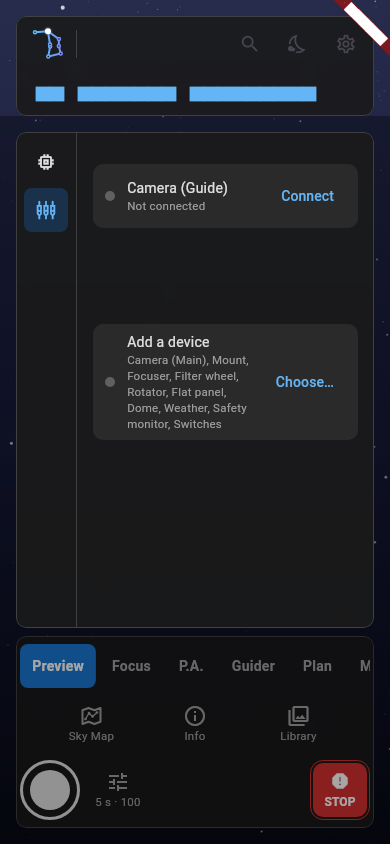 Camera (Guide)
Not connected
Connect
Add a device
Camera (Main), Mount,
Focuser, Filter wheel,
Rotator, Flat panel,
Dome, Weather, Safety
monitor, Switches
Choose…
Preview
Focus
P.A.
Guider
Plan
M
Sky Map
Info
Library
5 s · 100
STOP